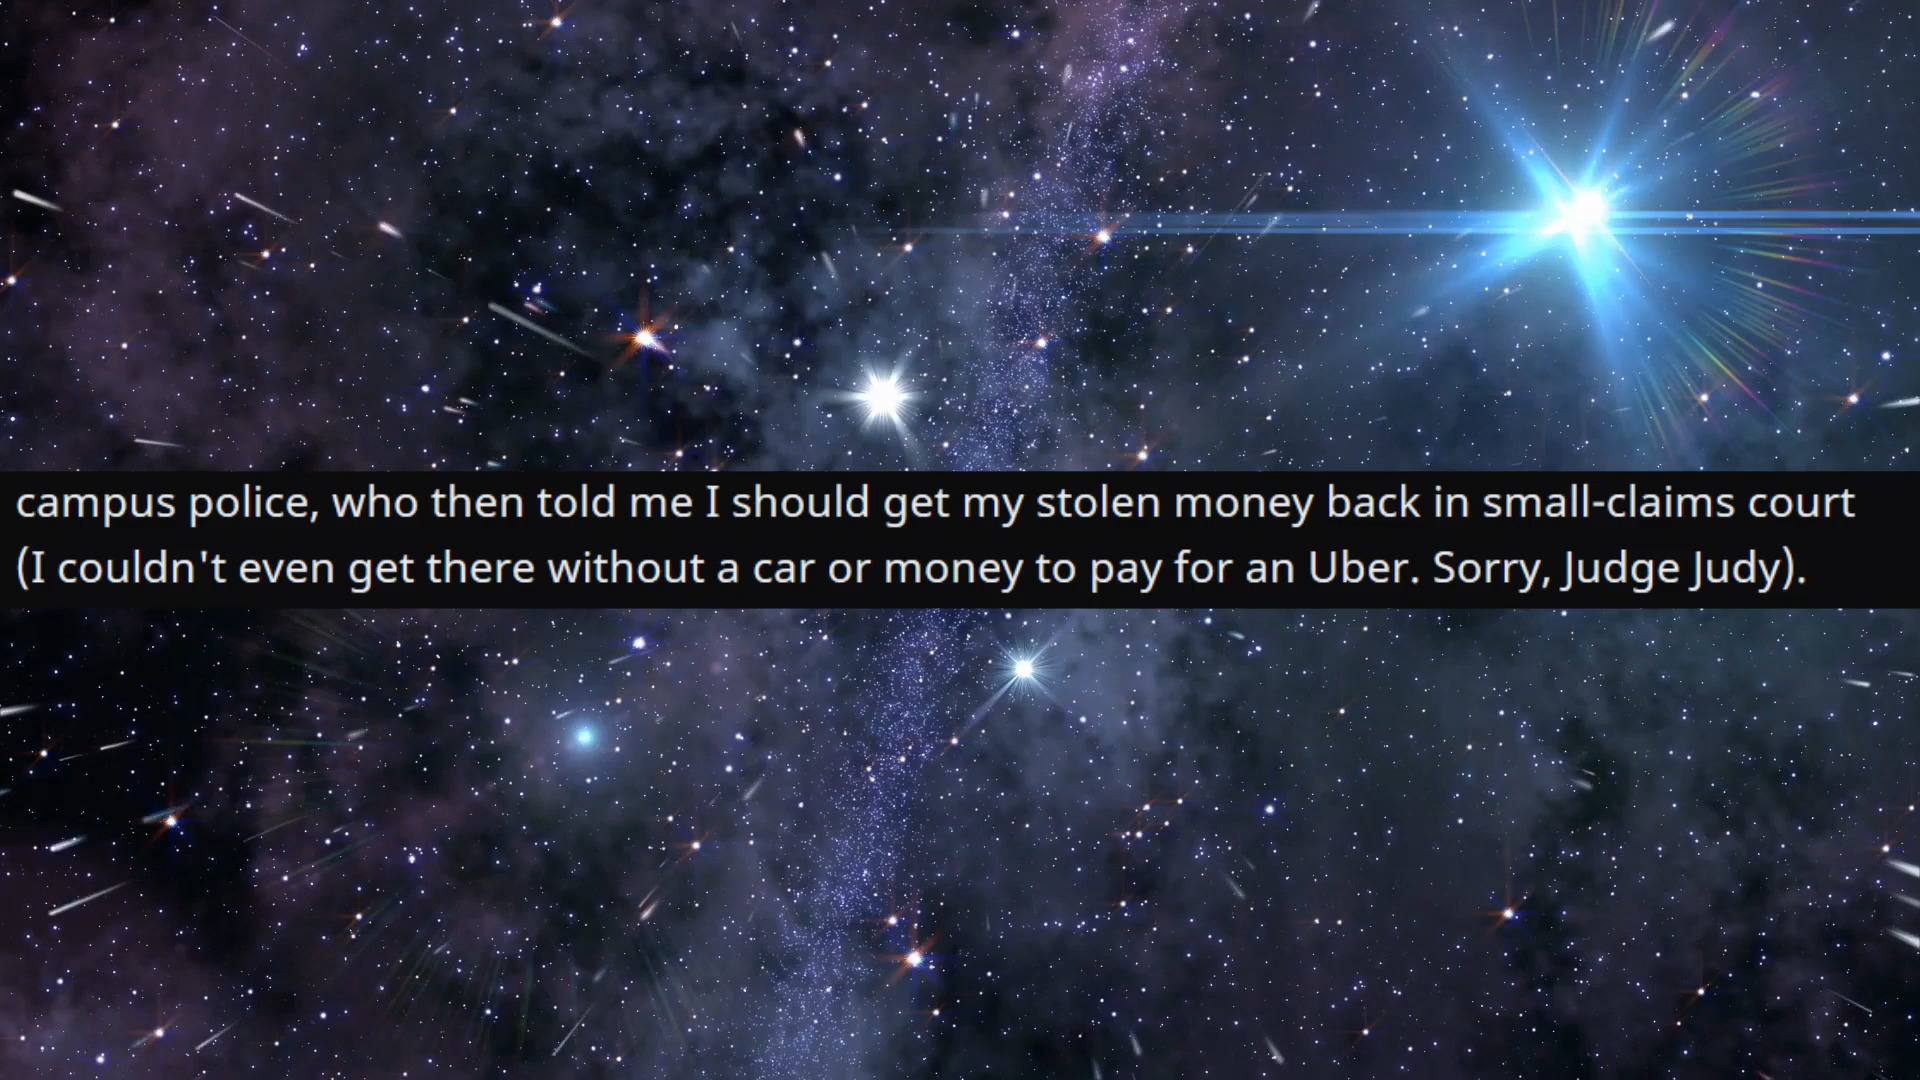 campus police, who then told me I should get my stolen money back in small-claims court
(I couldn't even get there without a car or money to pay for an Uber. Sorry, Judge Judy).